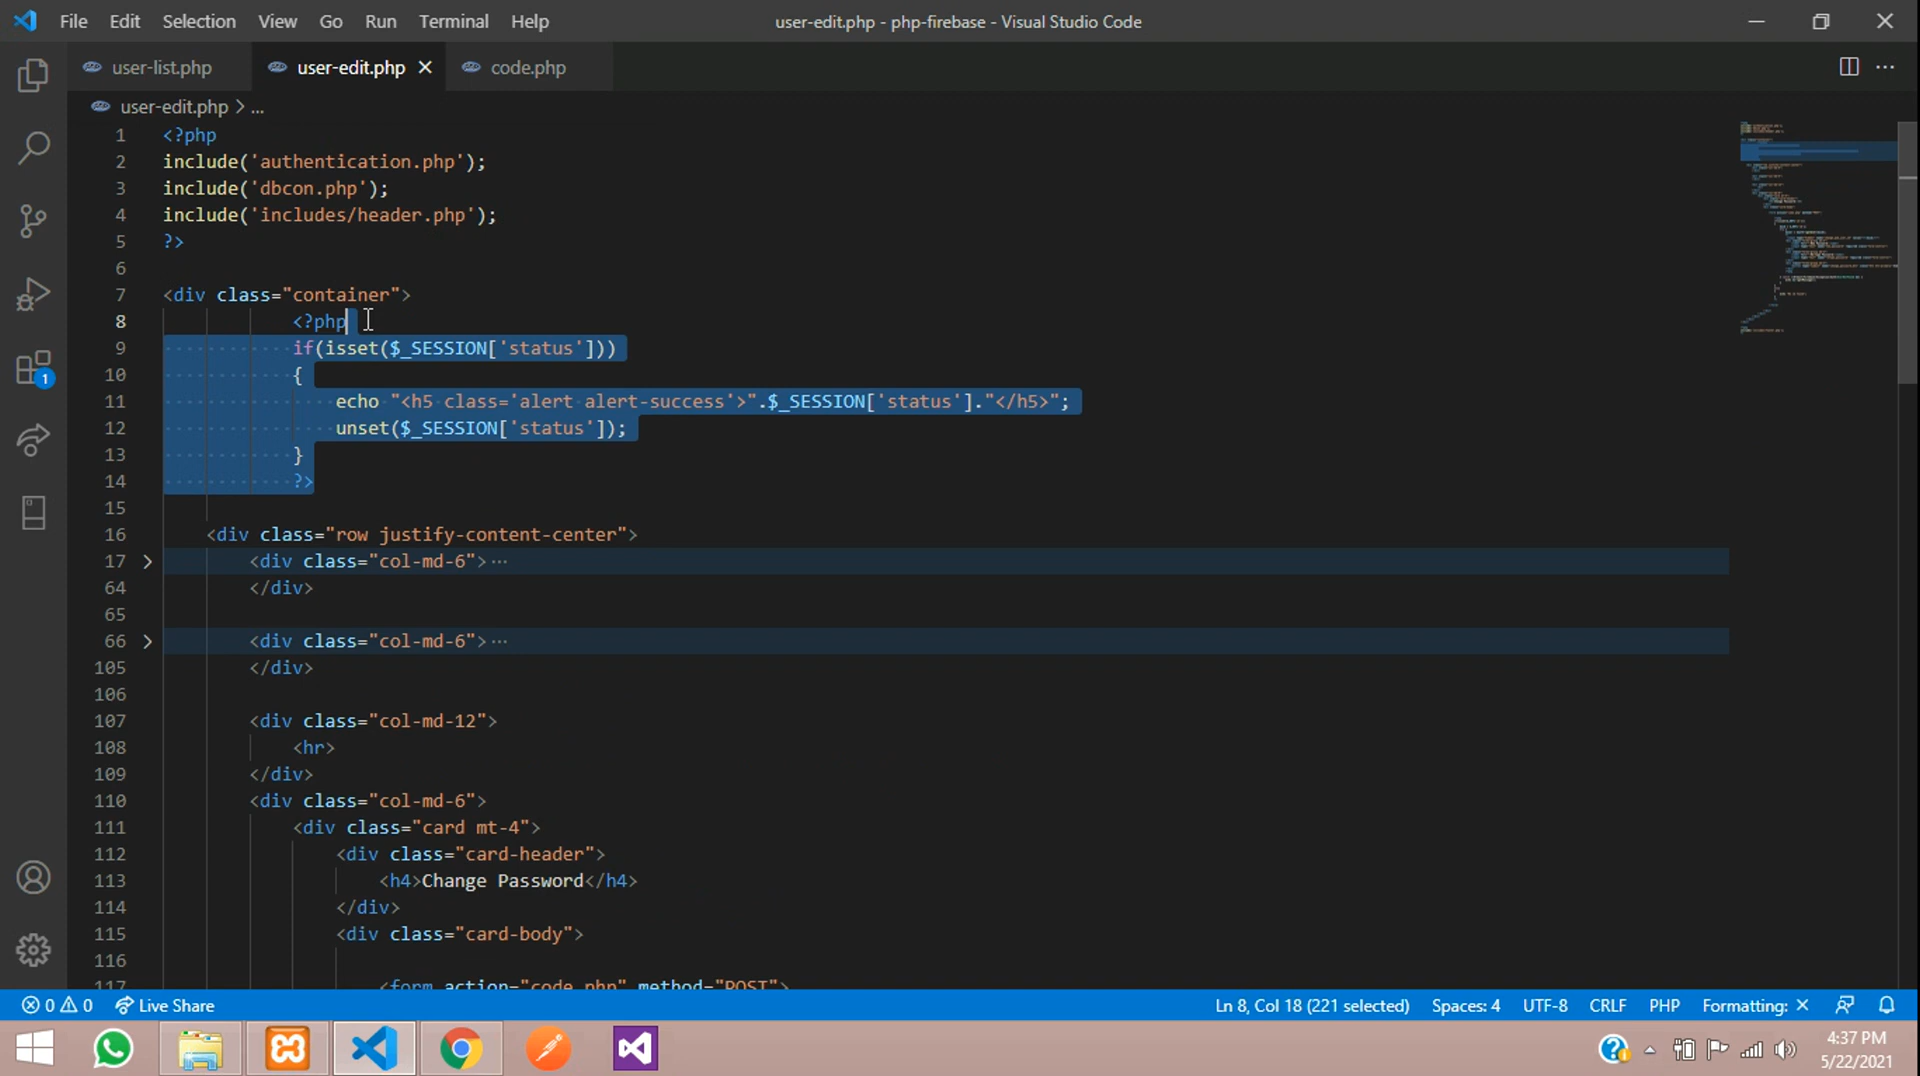 File Edit Selection View Go Run Terminal Help user-edit.php - php-firebase - Visual Studio Code
user-list.php user-edit.php code.php
user-edit.php > ...
1 <?php
2 include('authentication.php');
3 include('dbcon.php');
4 include('includes/header.php');
5 ?>
6
7 <div class="container">
8 <?php
9 if(isset($_SESSION['status']))
10 {
11 echo "<h5 class='alert alert-success'>".$_SESSION['status']."</h5>";
12 unset($_SESSION['status']);
13 }
14 ?>
15
16 <div class="row justify-content-center">
17 <div class="col-md-6"> ...
64 </div>
65
66 <div class="col-md-6"> ...
105 </div>
106
107 <div class="col-md-12">
108 <hr>
109 </div>
110 <div class="col-md-6">
111 <div class="card mt-4">
112 <div class="card-header">
113 <h4>Change Password</h4>
114 </div>
115 <div class="card-body">
116
117 <form action="code.php" method="POST">
1
0 0 Live Share Ln 8, Col 18 (221 selected) Spaces: 4 UTF-8 CRLF PHP Formatting: ×
4:37 PM
5/22/2021